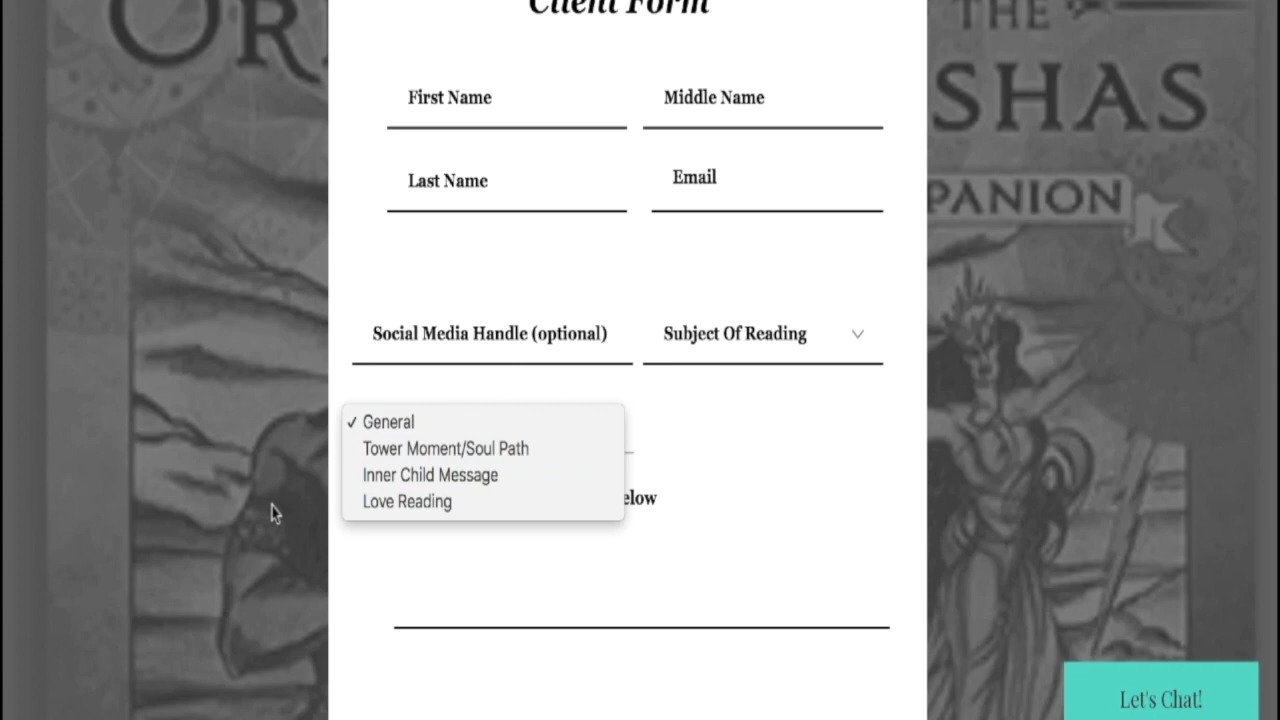 Client Form
OR
THE
SHAS
PANION
First Name
Middle Name
Last Name
Email
Social Media Handle (optional)
Subject Of Reading
✓ General
Tower Moment/Soul Path
Inner Child Message
Love Reading
elow
Let's Chat!